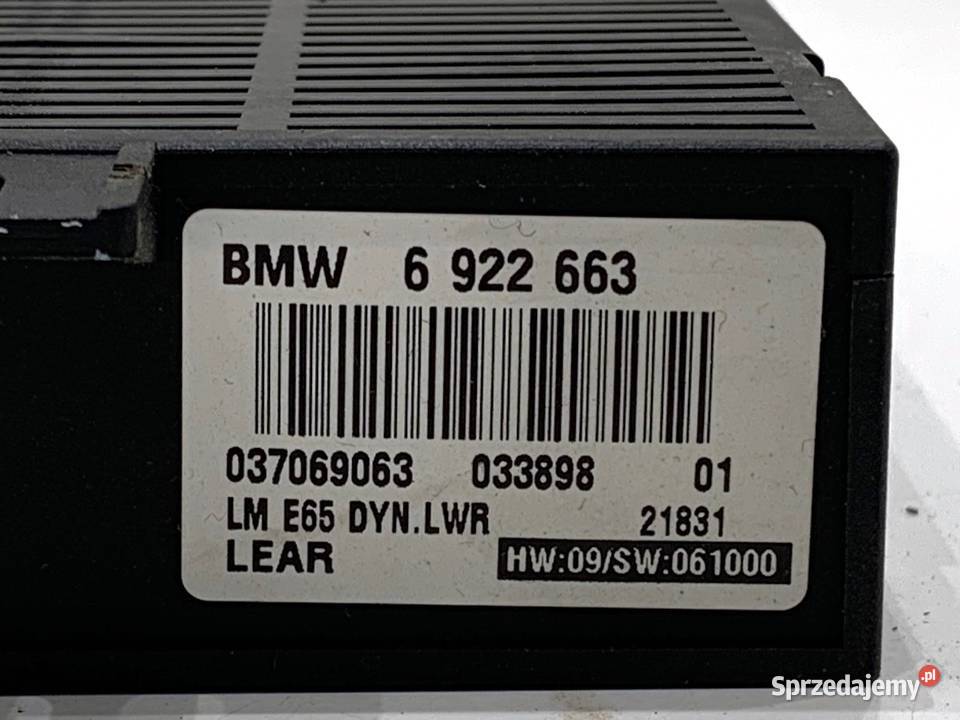 BMW 6 922 663
037069063 033898 01
LM E65 DYN.LWR 21831
LEAR HW:09/SW:061000
Sprzedajemy.pl